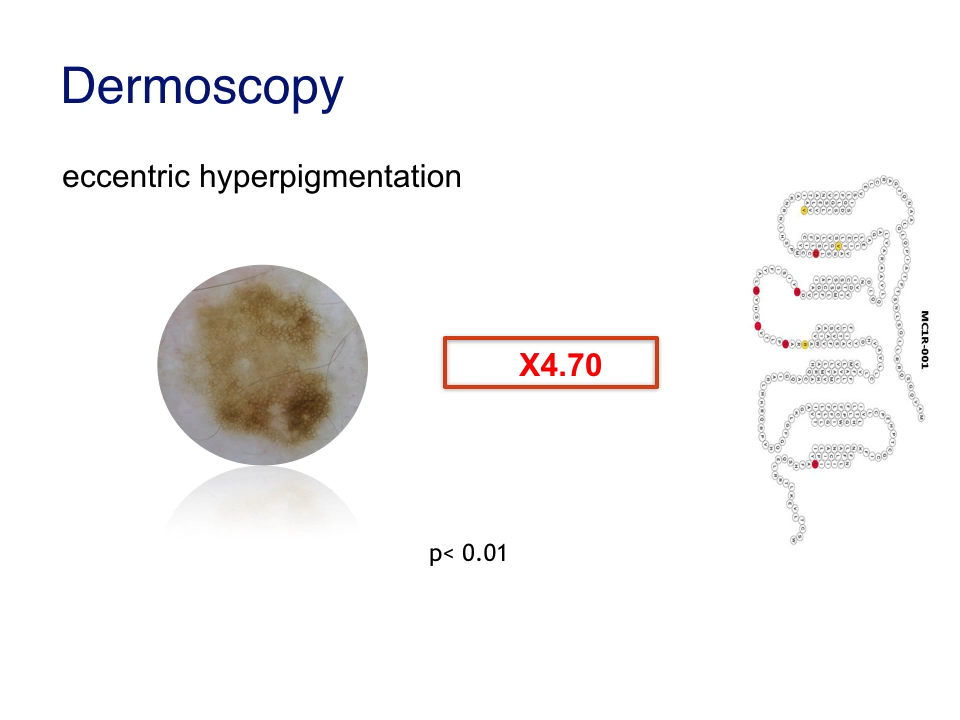 Dermoscopy
eccentric hyperpigmentation
X4.70
MC1R-001
p< 0.01